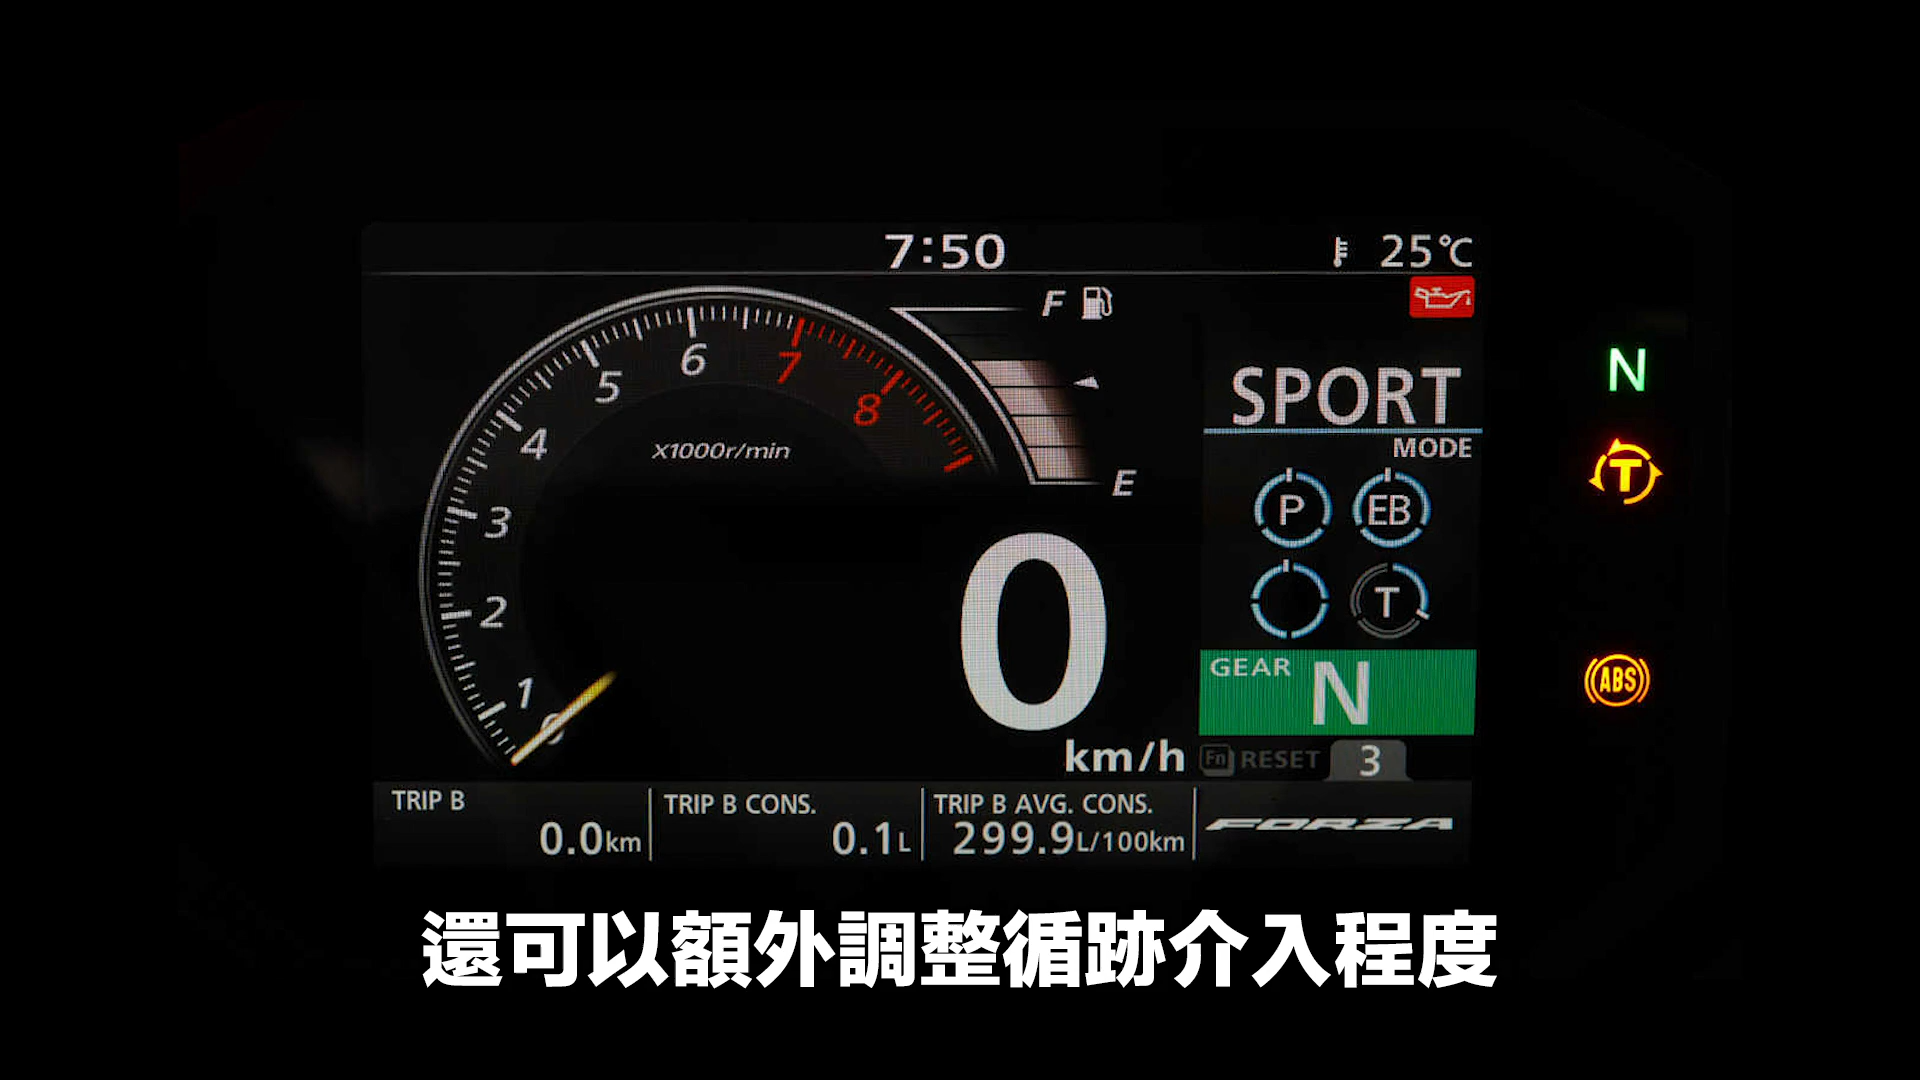 7:50
25℃
F
6
7
5
8
4
x1000r/min
E
3
2
1
0
SPORT
MODE
P
EB
T
N
T
ABS
0
km/h
GEAR N
Fn RESET 3
TRIP B
0.0km
TRIP B CONS.
0.1L
TRIP B AVG. CONS.
299.9L/100km
FORZA
還可以額外調整循跡介入程度